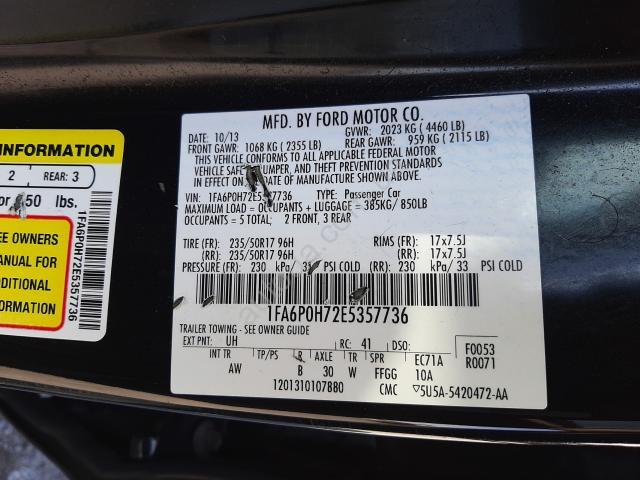 INFORMATION
2 REAR: 3
or 850 lbs.
EE OWNERS
MANUAL FOR
DDITIONAL
FORMATION
1FA6P0H72E5357736
MFD. BY FORD MOTOR CO.
DATE: 10/13 GVWR: 2023 KG ( 4460 LB)
FRONT GAWR: 1068 KG ( 2355 LB) REAR GAWR: 959 KG ( 2115 LB)
THIS VEHICLE CONFORMS TO ALL APPLICABLE FEDERAL MOTOR
VEHICLE SAFETY, BUMPER, AND THEFT PREVENTION STANDARDS
IN EFFECT ON THE DATE OF MANUFACTURE SHOWN ABOVE.
VIN: 1FA6P0H72E5357736 TYPE: Passenger Car
MAXIMUM LOAD = OCCUPANTS + LUGGAGE = 385KG/ 850LB
OCCUPANTS = 5 TOTAL: 2 FRONT, 3 REAR
TIRE (FR): 235/50R17 96H RIMS (FR): 17x7.5J
(RR): 235/50R17 96H (RR): 17x7.5J
PRESSURE (FR): 230 kPa/ PSI COLD (RR): 230 kPa/ 33 PSI COLD
1FA6P0H72E5357736
TRAILER TOWING - SEE OWNER GUIDE
EXT PNT: UH RC: 41 DSO: F0053
R0071
INT TR TP/PS R AXLE TR SPR EC71A
AW B 30 W FFGG 10A
1201310107880 CMC ▽5U5A-5420472-AA